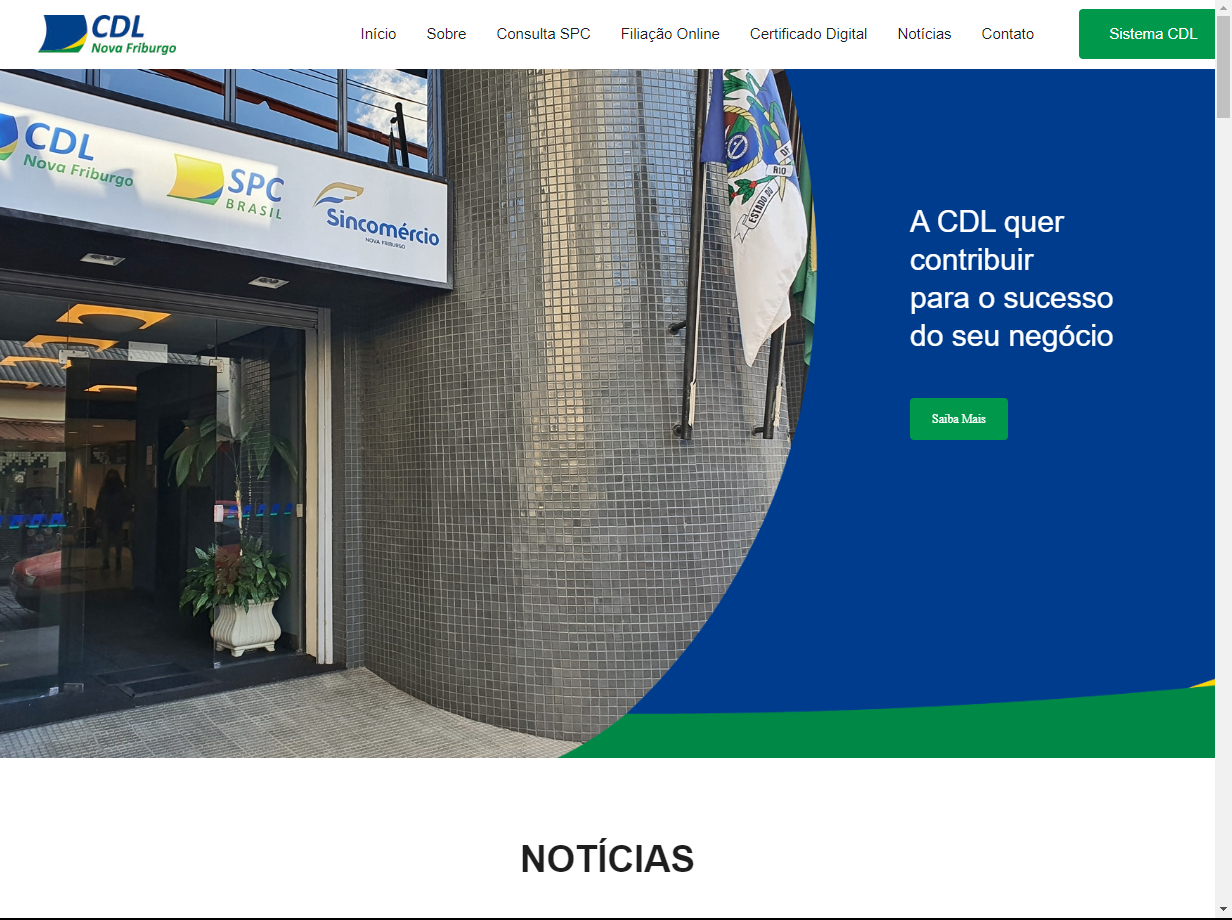 CDL
Nova Friburgo
Início
Sobre
Consulta SPC
Filiação Online
Certificado Digital
Notícias
Contato
Sistema CDL
CDL
Nova Friburgo
SPC
BRASIL
Sincomércio
NOVA FRIBURGO
ESTADO DO
RIO
DE
A CDL quer
contribuir
para o sucesso
do seu negócio
Saiba Mais
NOTÍCIAS